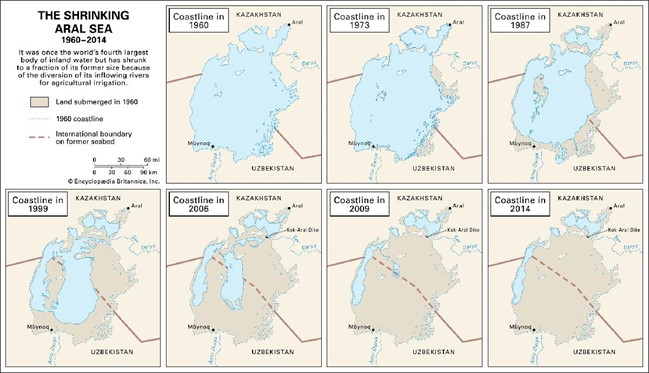 THE SHRINKING
ARAL SEA
1960–2014
It was once the world's fourth largest
body of inland water but has shrunk
to a fraction of its former size because
of the diversion of its inflowing rivers
for agricultural irrigation.
Land submerged in 1960
1960 coastline
International boundary
on former seabed
0 30 60 mi
0 30 60 90 km
© Encyclopædia Britannica, Inc.
Coastline in
1960
KAZAKHSTAN
Aral
Darya
Mŭynoq
UZBEKISTAN
Coastline in
1973
KAZAKHSTAN
Aral
Darya
Mŭynoq
UZBEKISTAN
Coastline in
1987
KAZAKHSTAN
Aral
Darya
Mŭynoq
UZBEKISTAN
Coastline in
1999
KAZAKHSTAN
Aral
Darya
Mŭynoq
Amu Darya
UZBEKISTAN
Coastline in
2006
KAZAKHSTAN
Aral
Kok-Aral Dike
Darya
Mŭynoq
Amu Darya
UZBEKISTAN
Coastline in
2009
KAZAKHSTAN
Aral
Kok-Aral Dike
Darya
Mŭynoq
Amu Darya
UZBEKISTAN
Coastline in
2014
KAZAKHSTAN
Aral
Kok-Aral Dike
Darya
Mŭynoq
Amu Darya
UZBEKISTAN